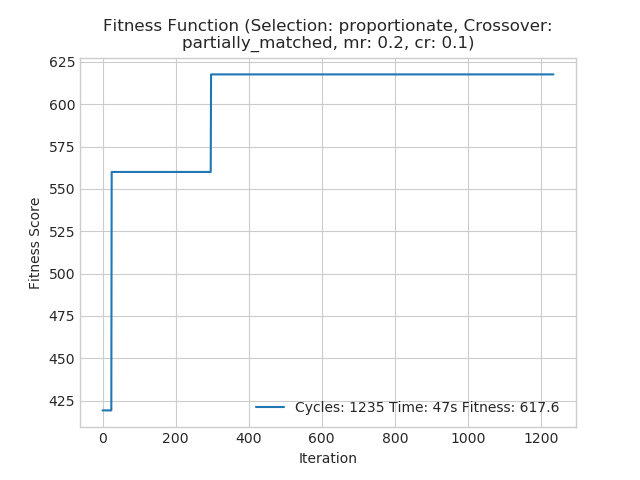 Fitness Function (Selection: proportionate, Crossover:
partially_matched, mr: 0.2, cr: 0.1)
625
600
575
550
525
500
475
450
425
Fitness Score
Cycles: 1235 Time: 47s Fitness: 617.6
0 200 400 600 800 1000 1200
Iteration